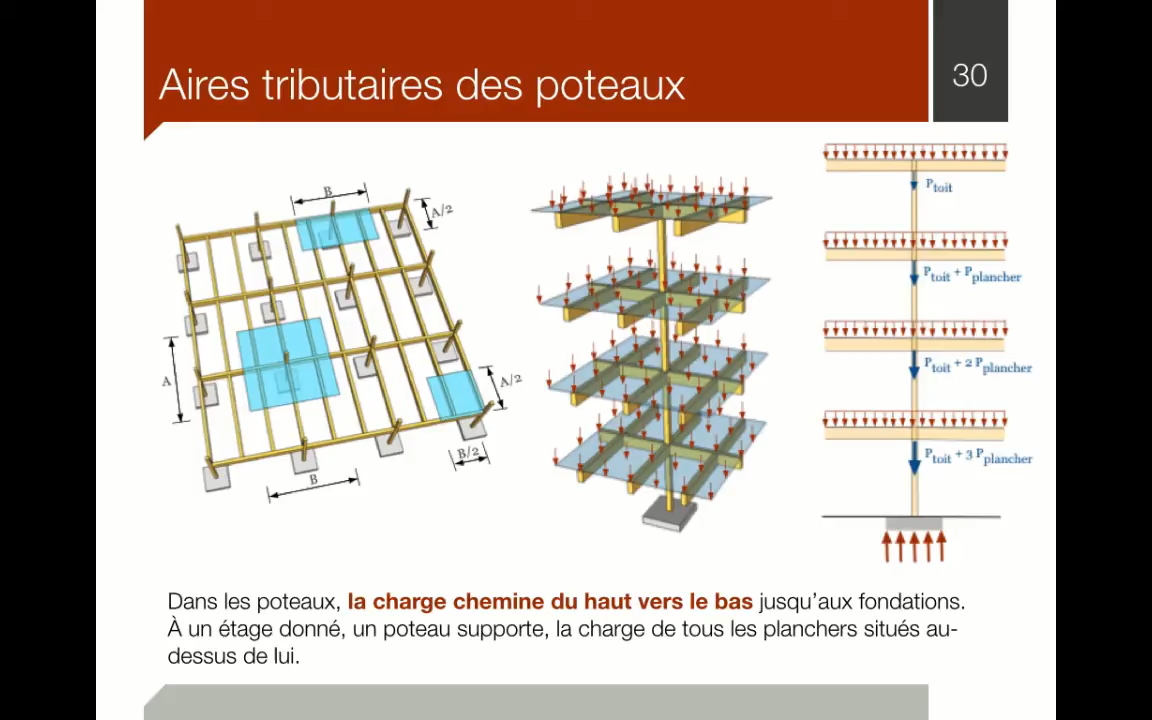 Aires tributaires des poteaux
30
B
A/2
A
A/2
B/2
B
Ptoit
Ptoit + Pplancher
Ptoit + 2 Pplancher
Ptoit + 3 Pplancher
Dans les poteaux, la charge chemine du haut vers le bas jusqu’aux fondations.
À un étage donné, un poteau supporte, la charge de tous les planchers situés au-
dessus de lui.